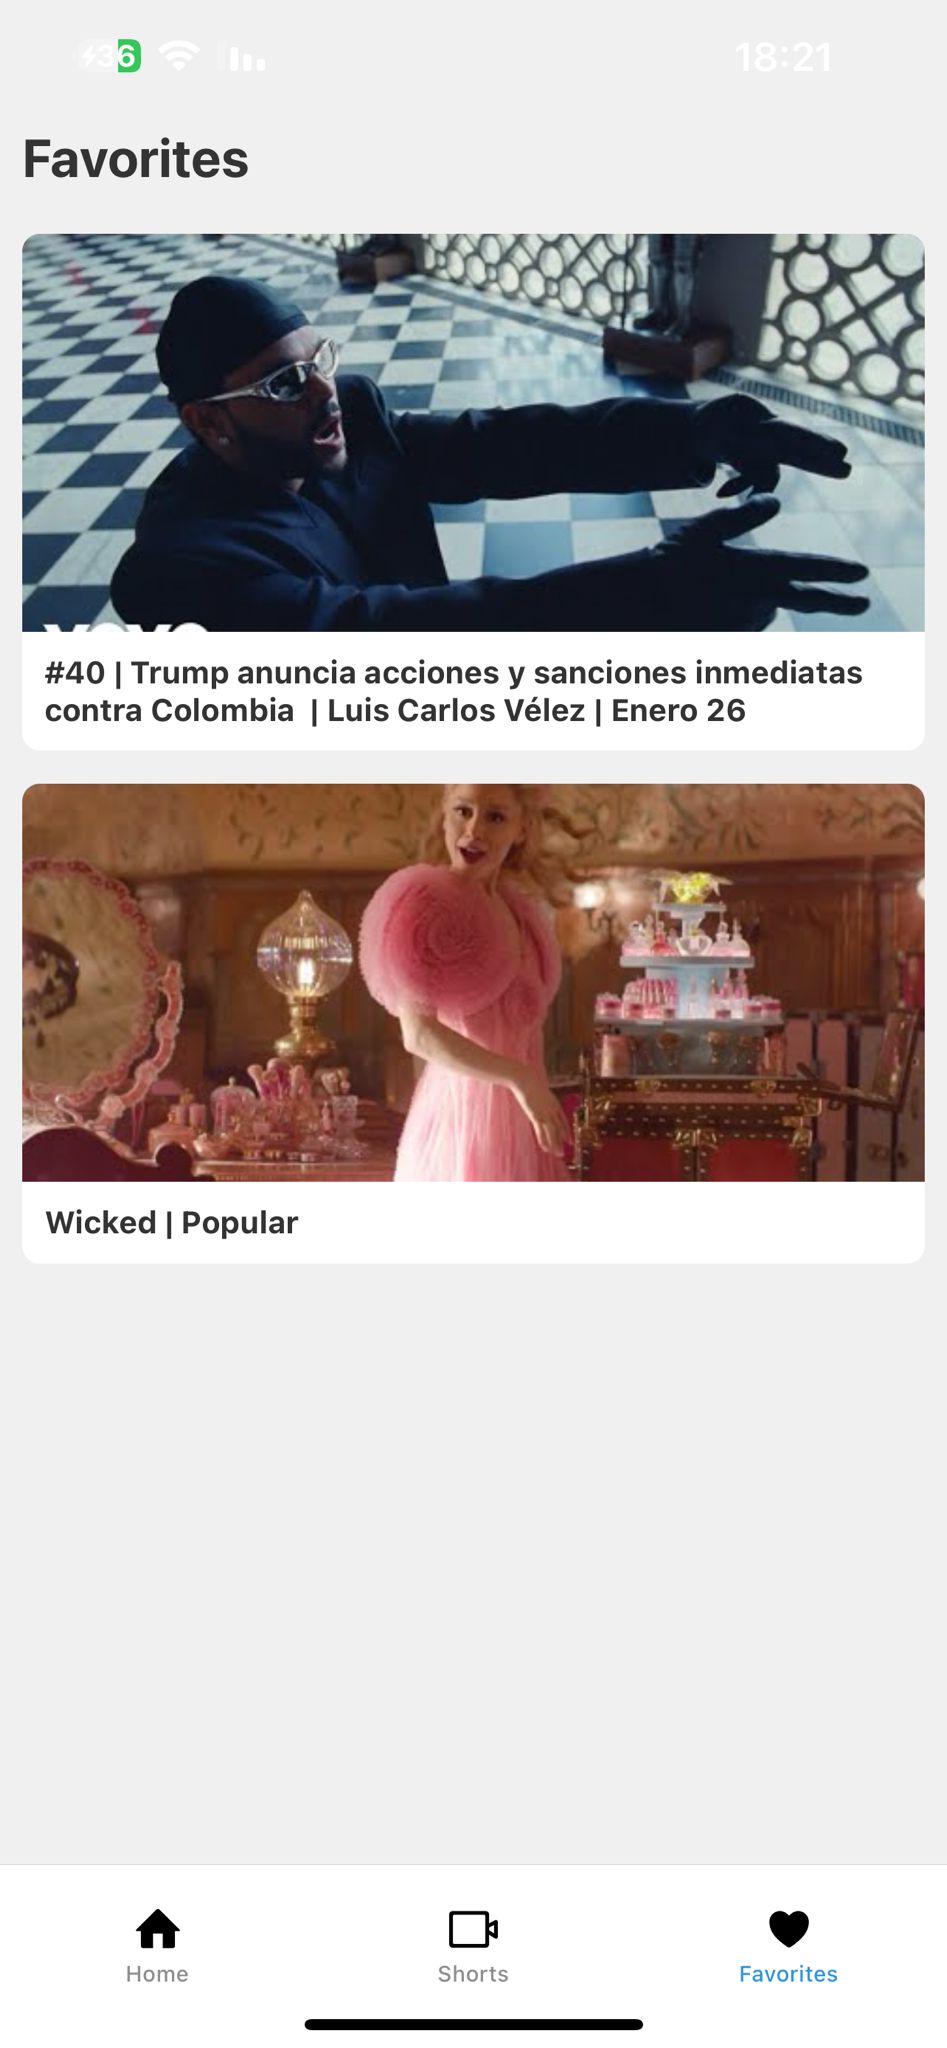 36
18:21
Favorites
#40 | Trump anuncia acciones y sanciones inmediatas
contra Colombia | Luis Carlos Vélez | Enero 26
Wicked | Popular
Home
Shorts
Favorites